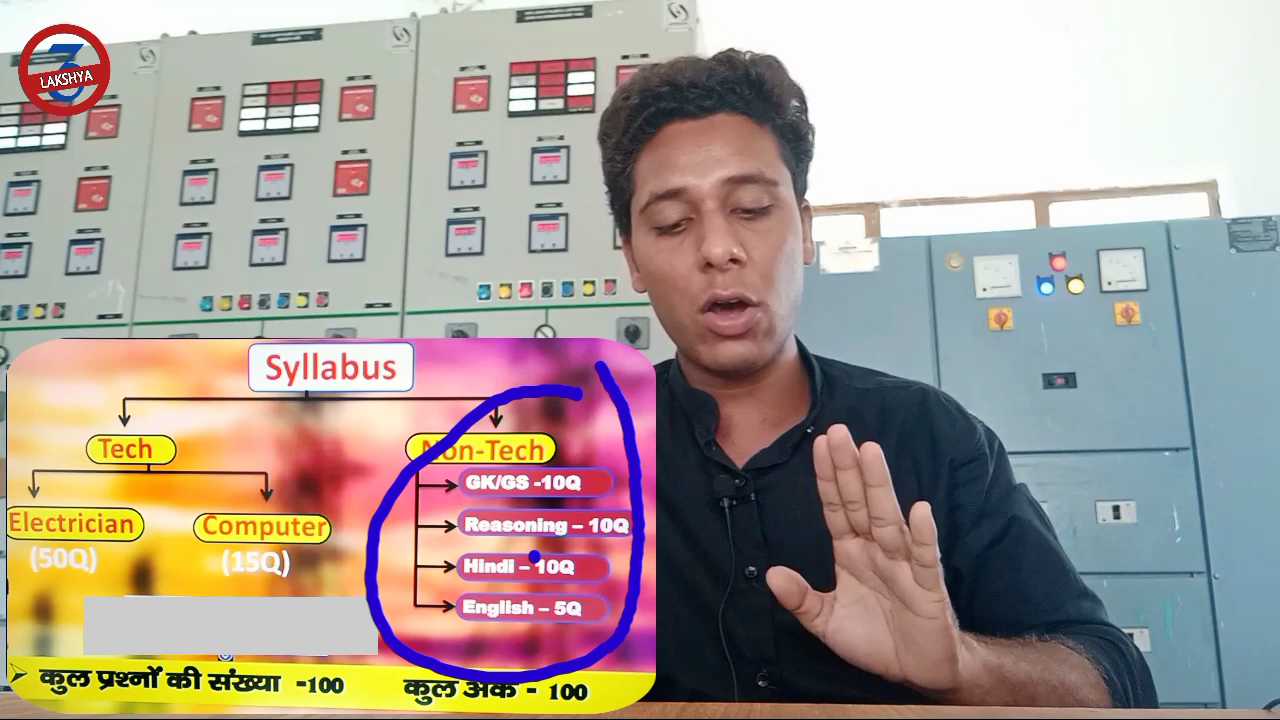 3
LAKSHYA
Syllabus
Tech
Non-Tech
GK/GS -10Q
Reasoning – 10Q
Hindi – 10Q
English – 5Q
Electrician
(50Q)
Computer
(15Q)
कुल प्रश्नों की संख्या -100
कुल अंक - 100